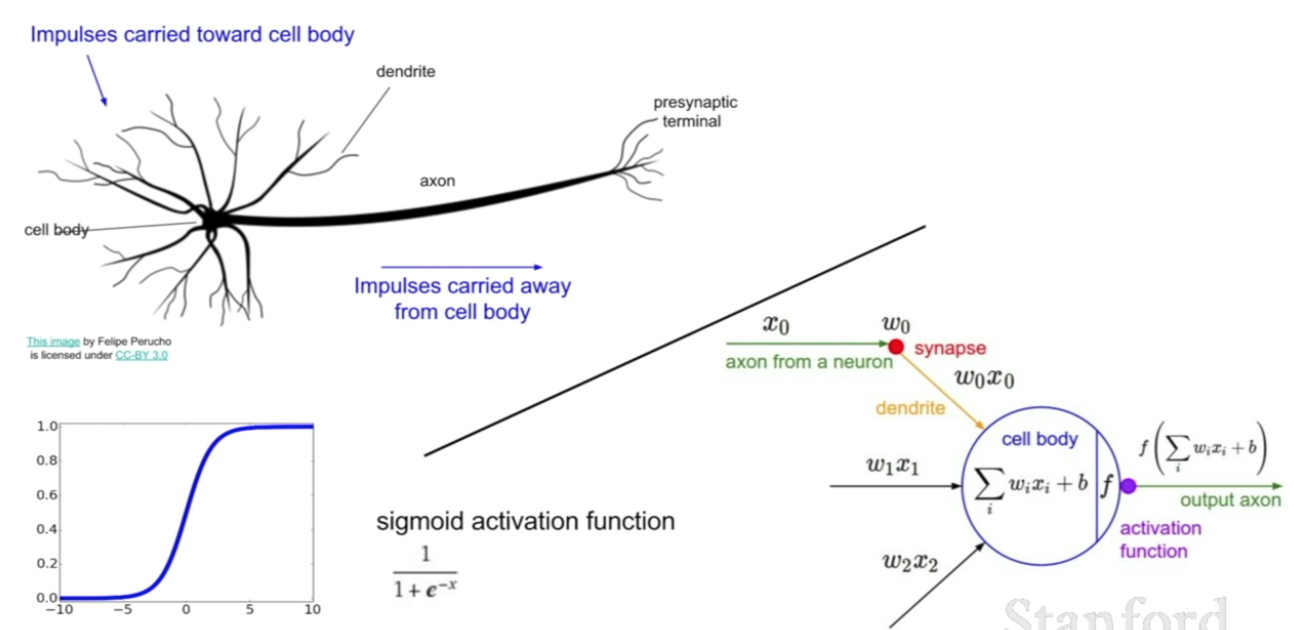 Impulses carried toward cell body
dendrite
presynaptic
terminal
axon
cell body
Impulses carried away
from cell body
This image by Felipe Perucho
is licensed under CC-BY 3.0
x₀
w₀
synapse
axon from a neuron
w₀x₀
dendrite
cell body
f(∑ᵢ wᵢxᵢ + b)
w₁x₁
∑ᵢ wᵢxᵢ + b
f
output axon
activation
function
w₂x₂
1.0
0.8
0.6
0.4
0.2
0.0
−10 −5 0 5 10
sigmoid activation function
1
1 + e⁻ˣ
Stanford